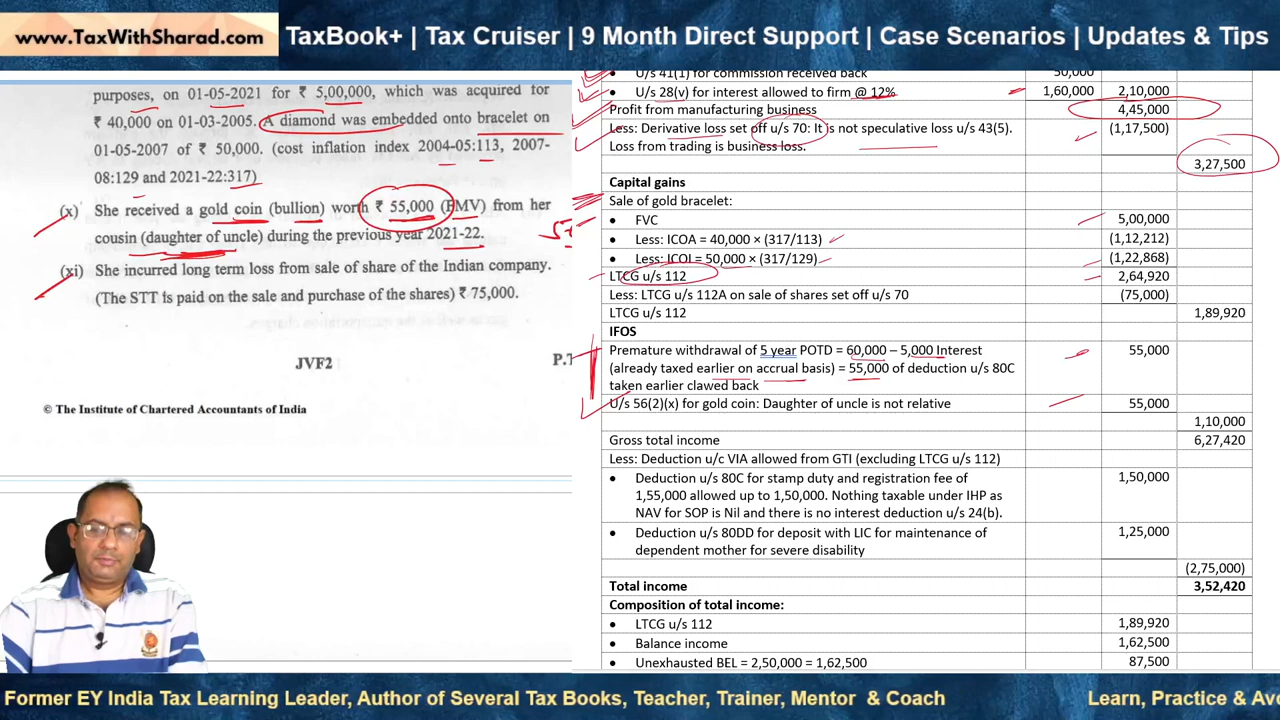 www.TaxWithSharad.com
TaxBook+ | Tax Cruiser | 9 Month Direct Support | Case Scenarios | Updates & Tips
purposes, on 01-05-2021 for ₹ 5,00,000, which was acquired for
₹ 40,000 on 01-03-2005. A diamond was embedded onto bracelet on
01-05-2007 of ₹ 50,000. (cost inflation index 2004-05:113, 2007-
08:129 and 2021-22:317)
(x) She received a gold coin (bullion) worth ₹ 55,000 (FMV) from her
cousin (daughter of uncle) during the previous year 2021-22.
(xi) She incurred long term loss from sale of share of the Indian company.
(The STT is paid on the sale and purchase of the shares) ₹ 75,000.
JVF2
P.T
© The Institute of Chartered Accountants of India
• U/s 41(1) for commission received back 50,000
• U/s 28(v) for interest allowed to firm @ 12% 1,60,000 2,10,000
Profit from manufacturing business 4,45,000
Less: Derivative loss set off u/s 70: It is not speculative loss u/s 43(5). (1,17,500)
Loss from trading is business loss.
3,27,500
Capital gains
Sale of gold bracelet:
• FVC 5,00,000
• Less: ICOA = 40,000 × (317/113) (1,12,212)
• Less: ICOI = 50,000 × (317/129) (1,22,868)
LTCG u/s 112 2,64,920
Less: LTCG u/s 112A on sale of shares set off u/s 70 (75,000)
LTCG u/s 112 1,89,920
IFOS
Premature withdrawal of 5 year POTD = 60,000 – 5,000 Interest 55,000
(already taxed earlier on accrual basis) = 55,000 of deduction u/s 80C
taken earlier clawed back
U/s 56(2)(x) for gold coin: Daughter of uncle is not relative 55,000
1,10,000
Gross total income 6,27,420
Less: Deduction u/c VIA allowed from GTI (excluding LTCG u/s 112)
• Deduction u/s 80C for stamp duty and registration fee of 1,50,000
1,55,000 allowed up to 1,50,000. Nothing taxable under IHP as
NAV for SOP is Nil and there is no interest deduction u/s 24(b).
• Deduction u/s 80DD for deposit with LIC for maintenance of 1,25,000
dependent mother for severe disability
(2,75,000)
Total income 3,52,420
Composition of total income:
• LTCG u/s 112 1,89,920
• Balance income 1,62,500
• Unexhausted BEL = 2,50,000 = 1,62,500 87,500
Former EY India Tax Learning Leader, Author of Several Tax Books, Teacher, Trainer, Mentor & Coach
Learn, Practice & Avo